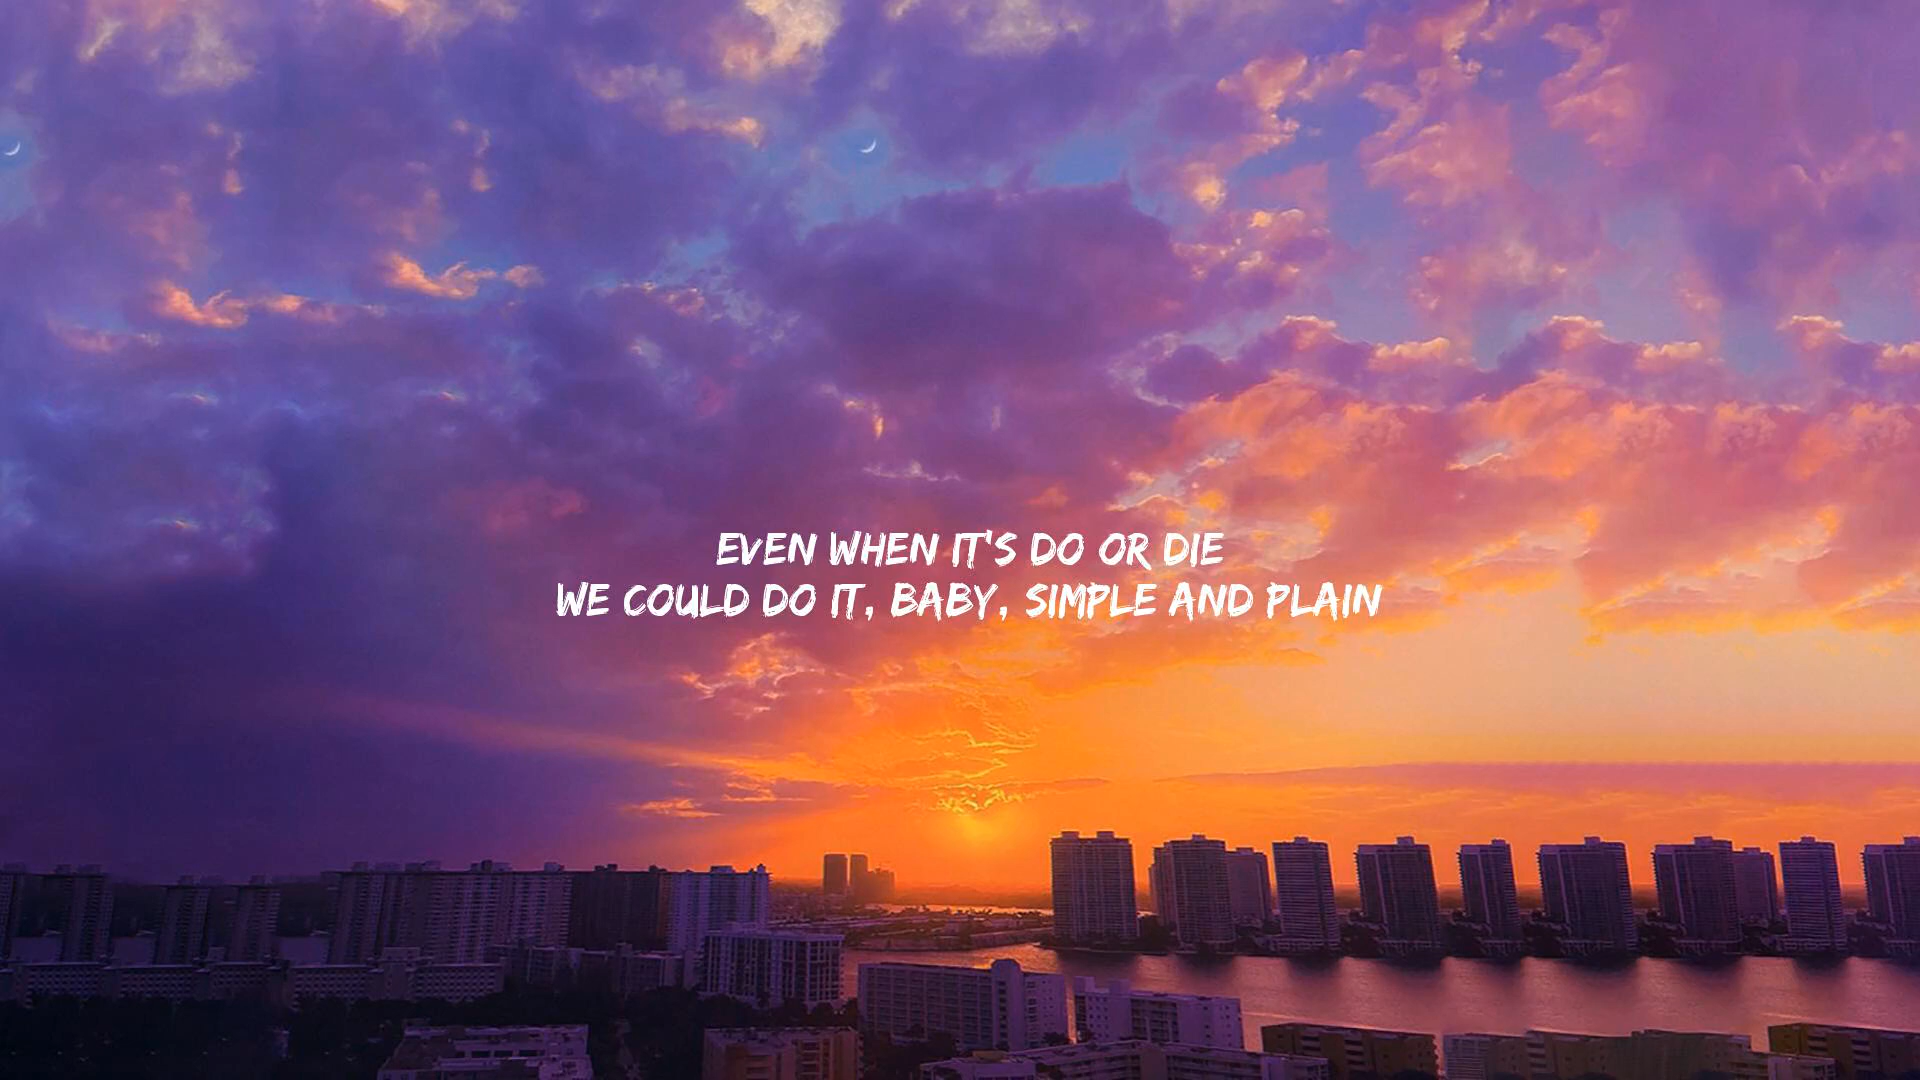 EVEN WHEN IT'S DO OR DIE
WE COULD DO IT, BABY, SIMPLE AND PLAIN